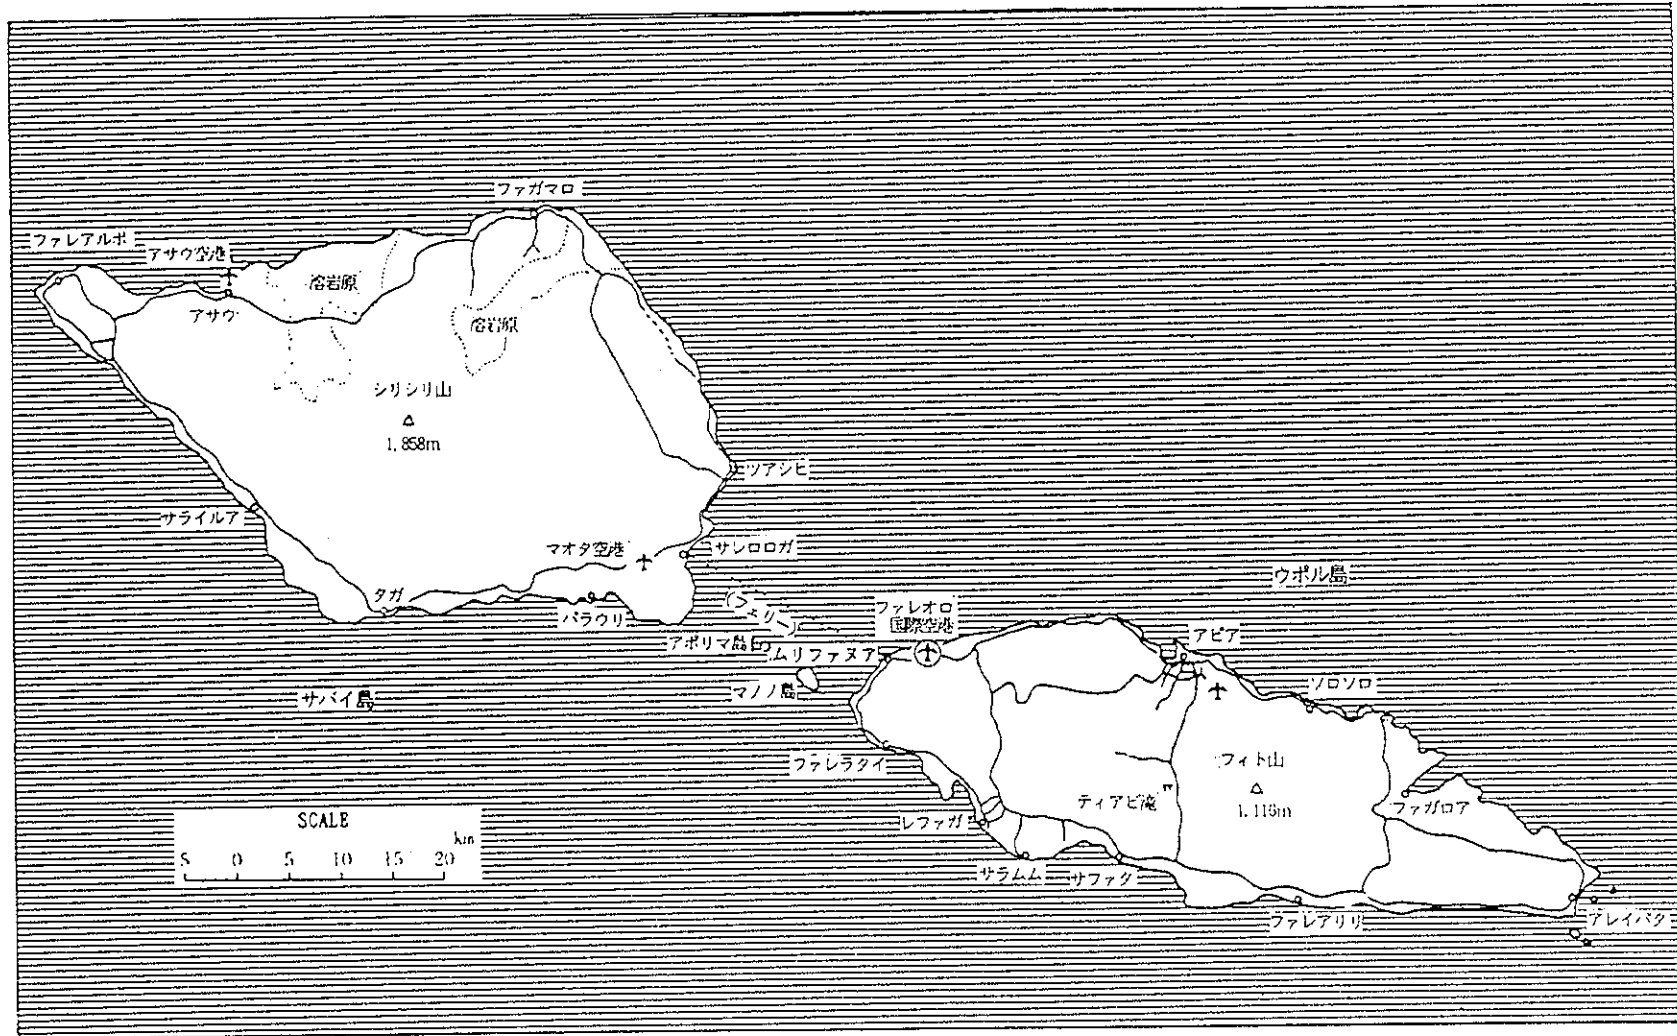 ファガマロ
ファレアルポ
アサウ空港
溶岩原
アサウ
溶岩原
シリシリ山
1,858m
ツアシヒ
サライルア
マオタ空港
サレロロガ
ウポル島
タガ
パラウリ
ファレオロ
国際空港
アピア
アポリマ島
ムリファヌア
マノノ島
サバイ島
ソロソロ
ファレラタイ
フィト山
ティアビ滝
1,116m
ファガロア
レファガ
SCALE
km
5 0 5 10 15 20
サラムム
サファタ
ファレアリリ
アレイパタ